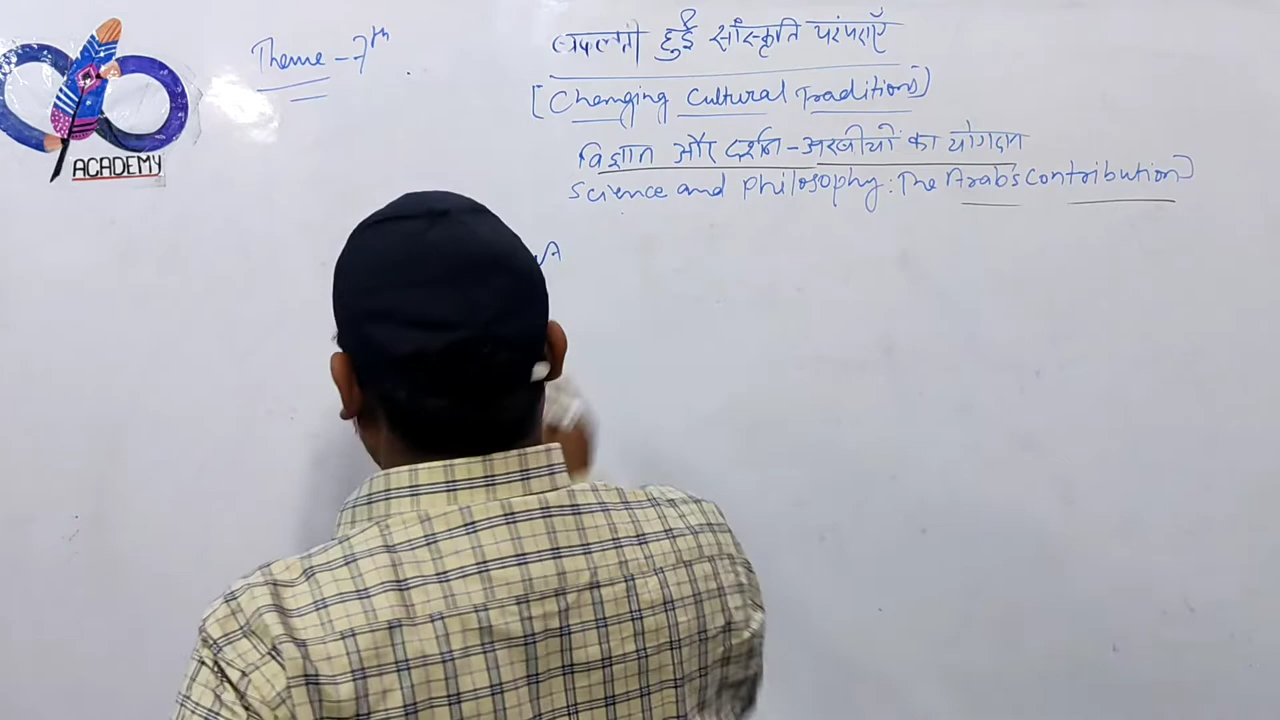 ACADEMY
Theme - 7th
बदलती हुई साँस्कृति परंपराएँ
[Changing Cultural Traditions]
विज्ञान और दर्शन - अरबीयों का योगदान
Science and Philosophy: The Arab's Contribution]